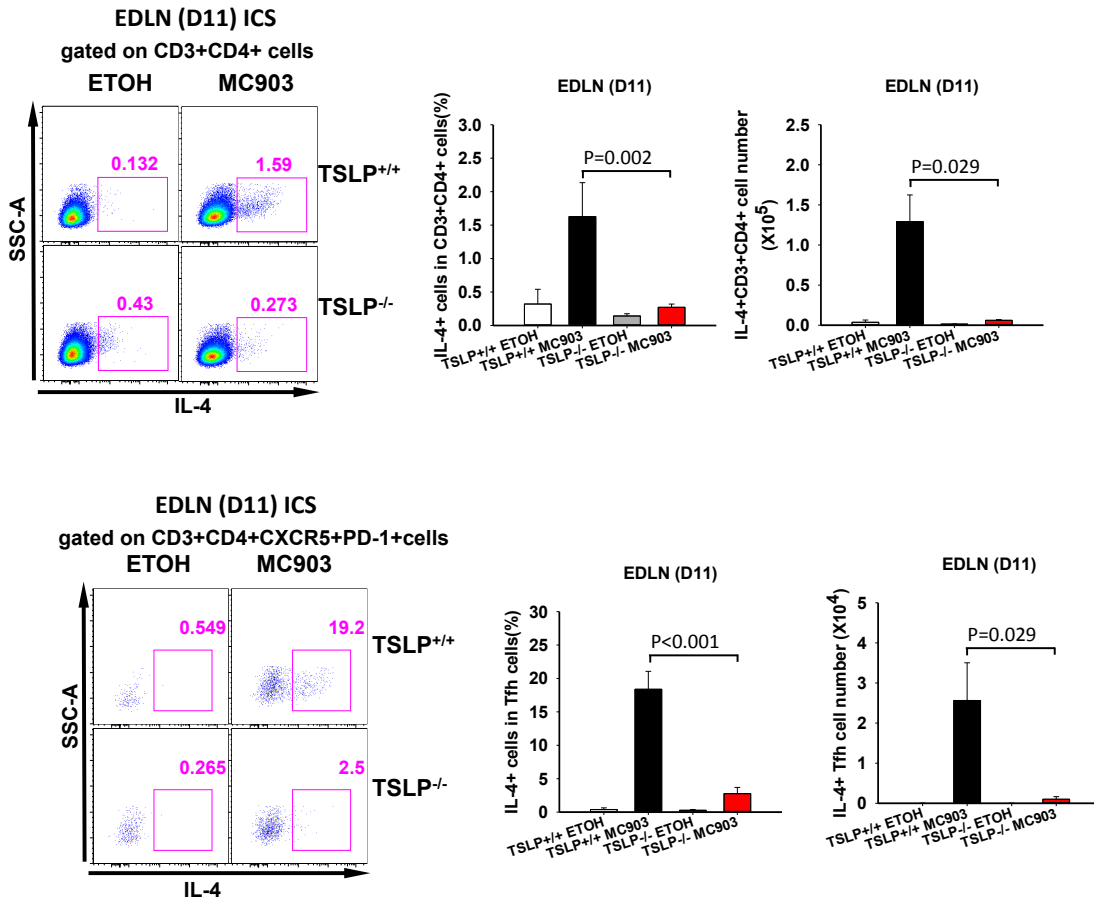 EDLN (D11) ICS
gated on CD3+CD4+ cells
ETOH MC903
0.132 1.59
TSLP+/+
0.43 0.273
TSLP-/-
SSC-A
IL-4
EDLN (D11)
IL-4+ cells in CD3+CD4+ cells(%)
3.0
2.5
2.0
1.5
1.0
0.5
0.0
P=0.002
TSLP+/+ ETOH
TSLP+/+ MC903
TSLP-/- ETOH
TSLP-/- MC903
EDLN (D11)
IL-4+CD3+CD4+ cell number
(X10^5)
2.5
2.0
1.5
1.0
0.5
0.0
P=0.029
TSLP+/+ ETOH
TSLP+/+ MC903
TSLP-/- ETOH
TSLP-/- MC903
EDLN (D11) ICS
gated on CD3+CD4+CXCR5+PD-1+cells
ETOH MC903
0.549 19.2
TSLP+/+
0.265 2.5
TSLP-/-
SSC-A
IL-4
EDLN (D11)
IL-4+ cells in Tfh cells(%)
30
25
20
15
10
5
0
P<0.001
TSLP+/+ ETOH
TSLP+/+ MC903
TSLP-/- ETOH
TSLP-/- MC903
EDLN (D11)
IL-4+ Tfh cell number (X10^4)
5
4
3
2
1
0
P=0.029
TSLP+/+ ETOH
TSLP+/+ MC903
TSLP-/- ETOH
TSLP-/- MC903